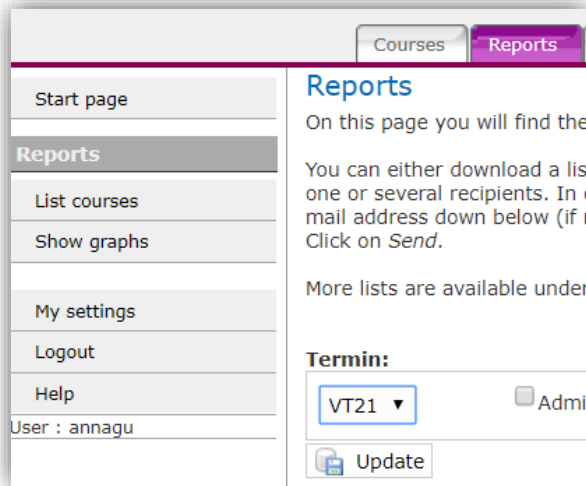 Courses
Reports
Start page
Reports
List courses
Show graphs
My settings
Logout
Help
User : annagu
Reports
On this page you will find the
You can either download a lis
one or several recipients. In
mail address down below (if
Click on Send.
More lists are available under
Termin:
VT21
Admi
Update